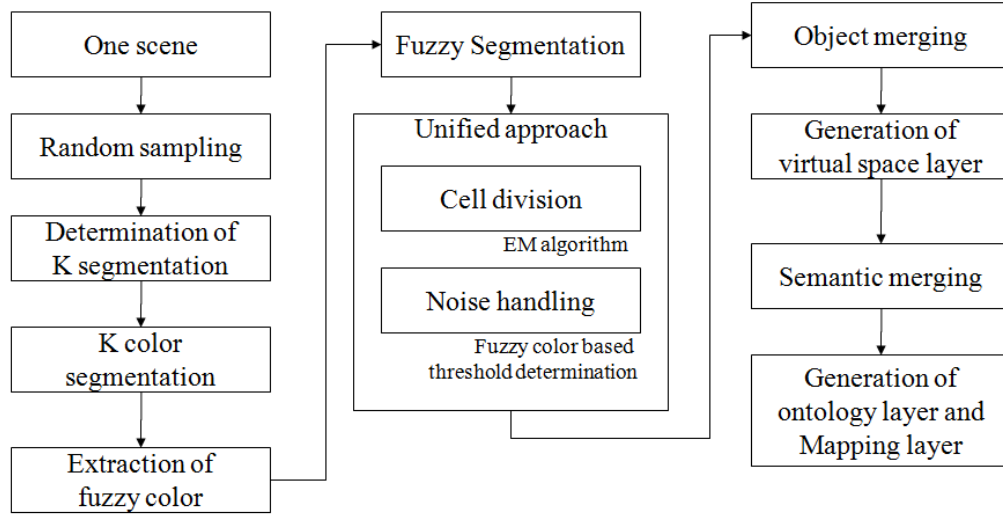 One scene
Random sampling
Determination of
K segmentation
K color
segmentation
Extraction of
fuzzy color
Fuzzy Segmentation
Unified approach
Cell division
EM algorithm
Noise handling
Fuzzy color based
threshold determination
Object merging
Generation of
virtual space layer
Semantic merging
Generation of
ontology layer and
Mapping layer